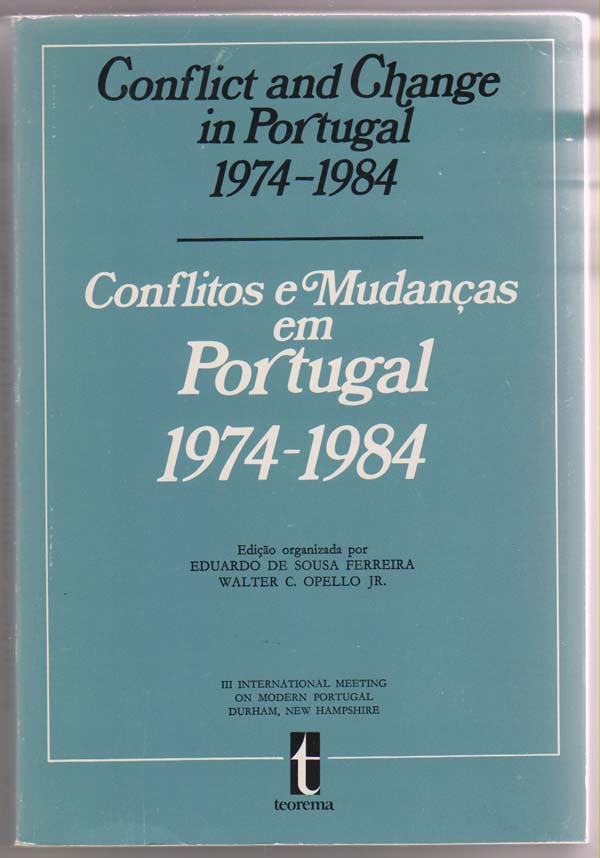 Conflict and Change
in Portugal
1974-1984
Conflitos e Mudanças
em
Portugal
1974-1984
Edição organizada por
EDUARDO DE SOUSA FERREIRA
WALTER C. OPELLO JR.
III INTERNATIONAL MEETING
ON MODERN PORTUGAL
DURHAM, NEW HAMPSHIRE
t
teorema